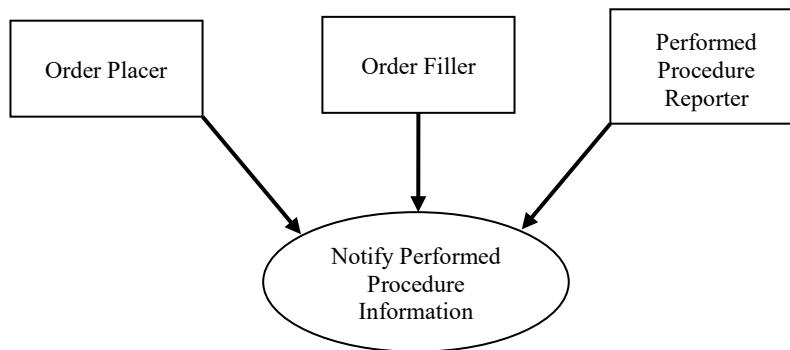 Order Placer
Order Filler
Performed
Procedure
Reporter
Notify Performed
Procedure
Information